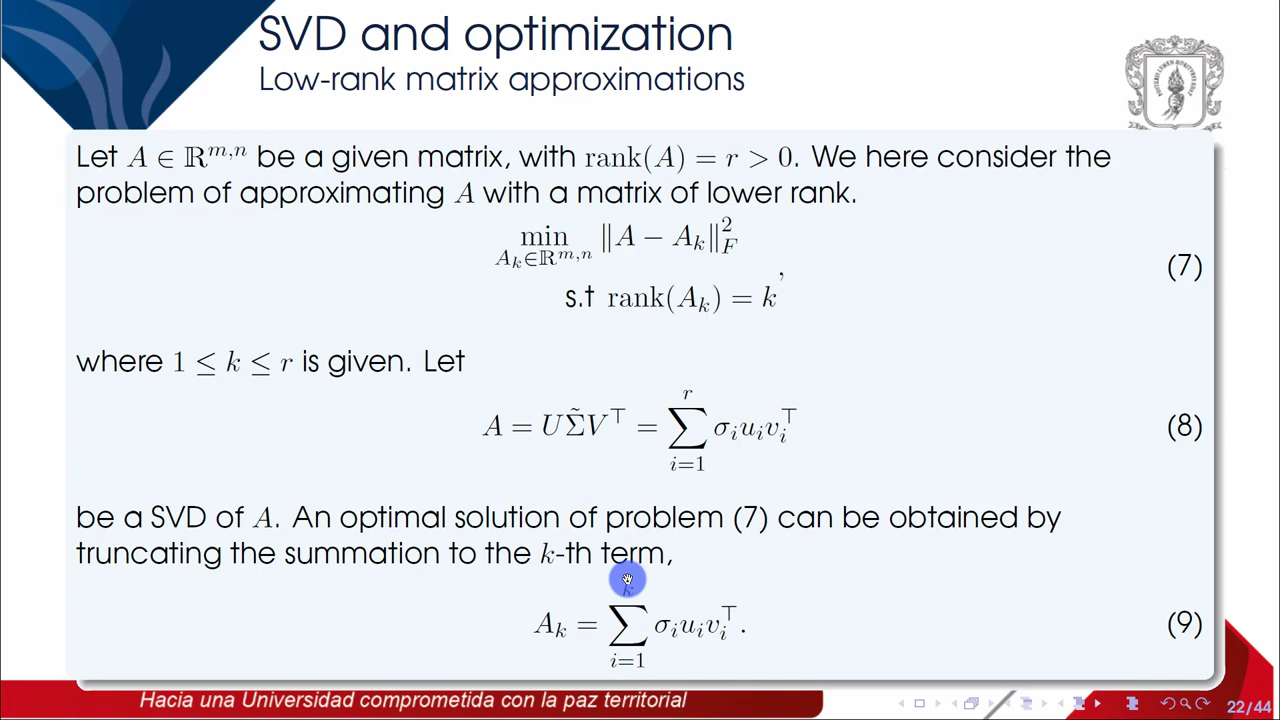 SVD and optimization
Low-rank matrix approximations
Let A ∈ ℝ^{m,n} be a given matrix, with rank(A) = r > 0. We here consider the
problem of approximating A with a matrix of lower rank.
min_{A_k ∈ ℝ^{m,n}} ‖A − A_k‖_F^2
s.t rank(A_k) = k , (7)
where 1 ≤ k ≤ r is given. Let
A = U Σ̃ V^⊤ = ∑_{i=1}^{r} σ_i u_i v_i^⊤ (8)
be a SVD of A. An optimal solution of problem (7) can be obtained by
truncating the summation to the k-th term,
A_k = ∑_{i=1}^{k} σ_i u_i v_i^⊤. (9)
Hacia una Universidad comprometida con la paz territorial
22/44